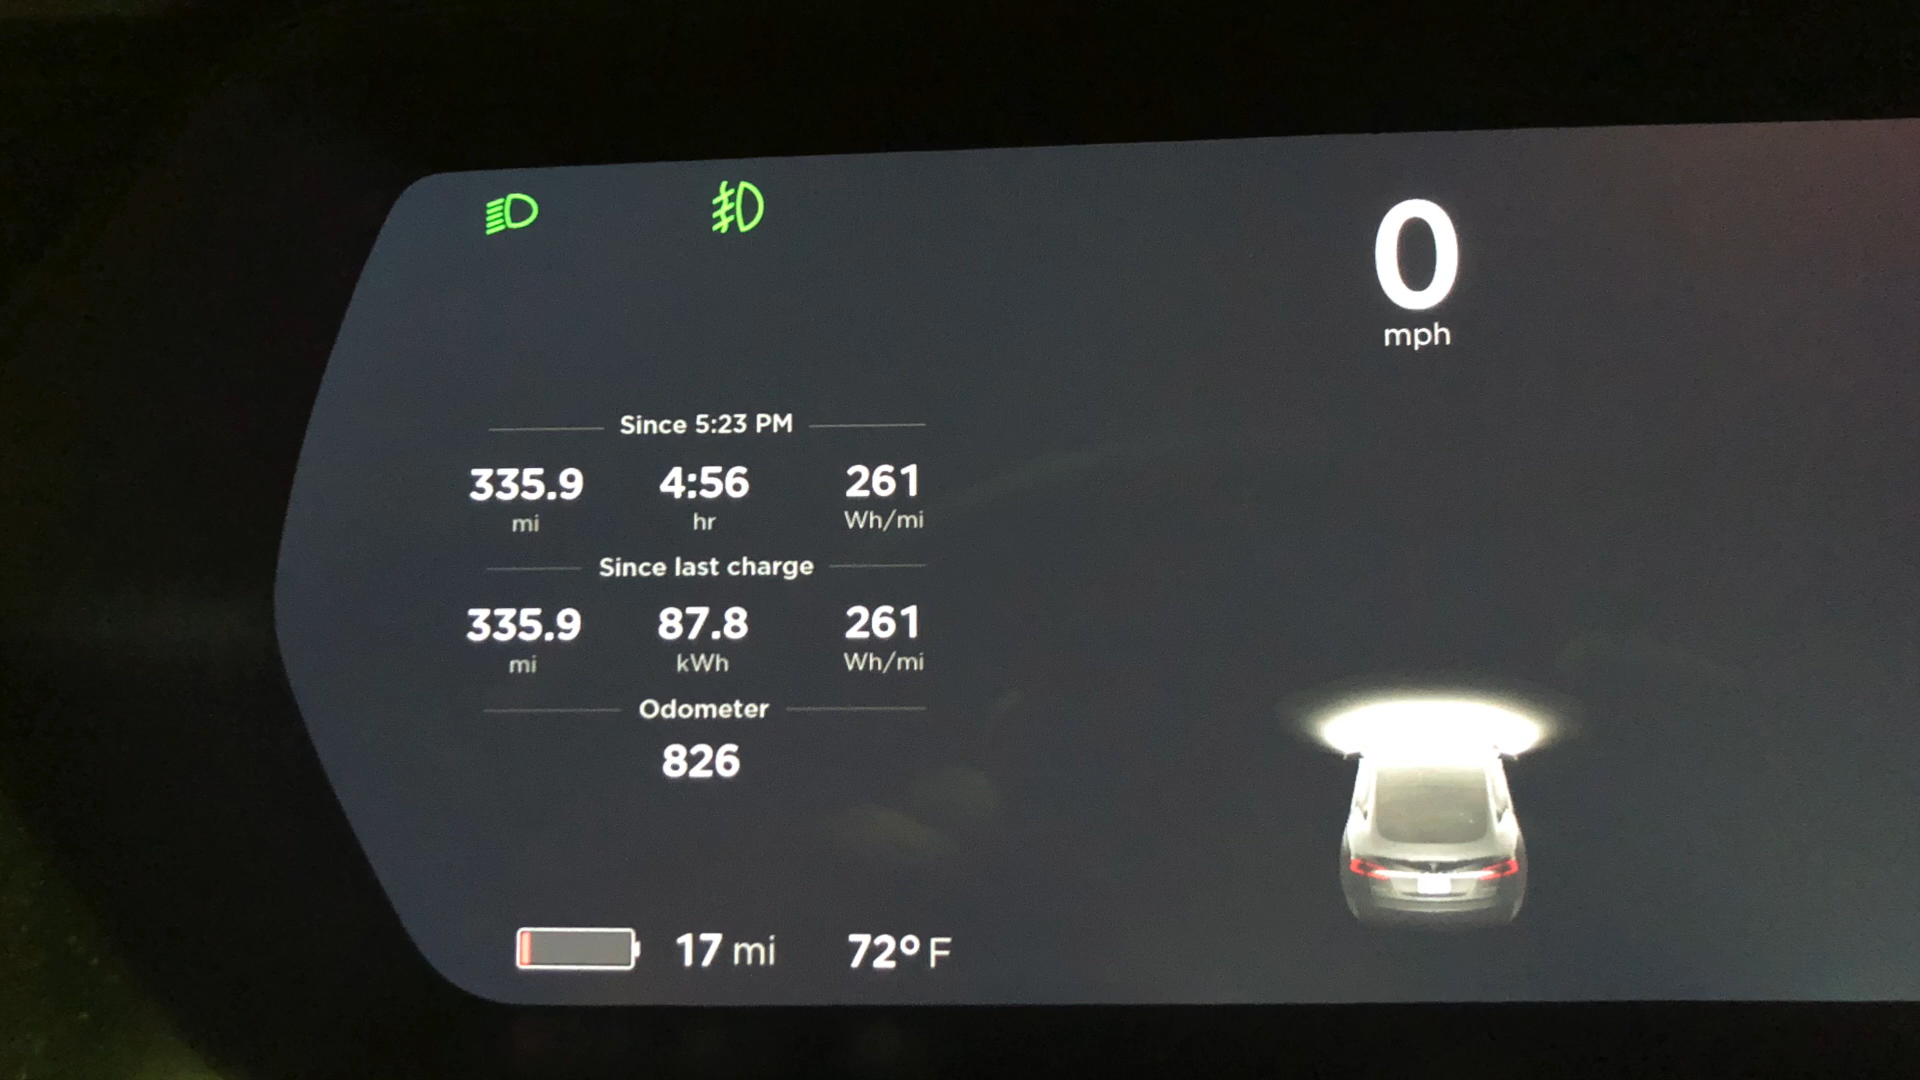 0
mph
Since 5:23 PM
335.9 4:56 261
mi hr Wh/mi
Since last charge
335.9 87.8 261
mi kWh Wh/mi
Odometer
826
17 mi 72° F